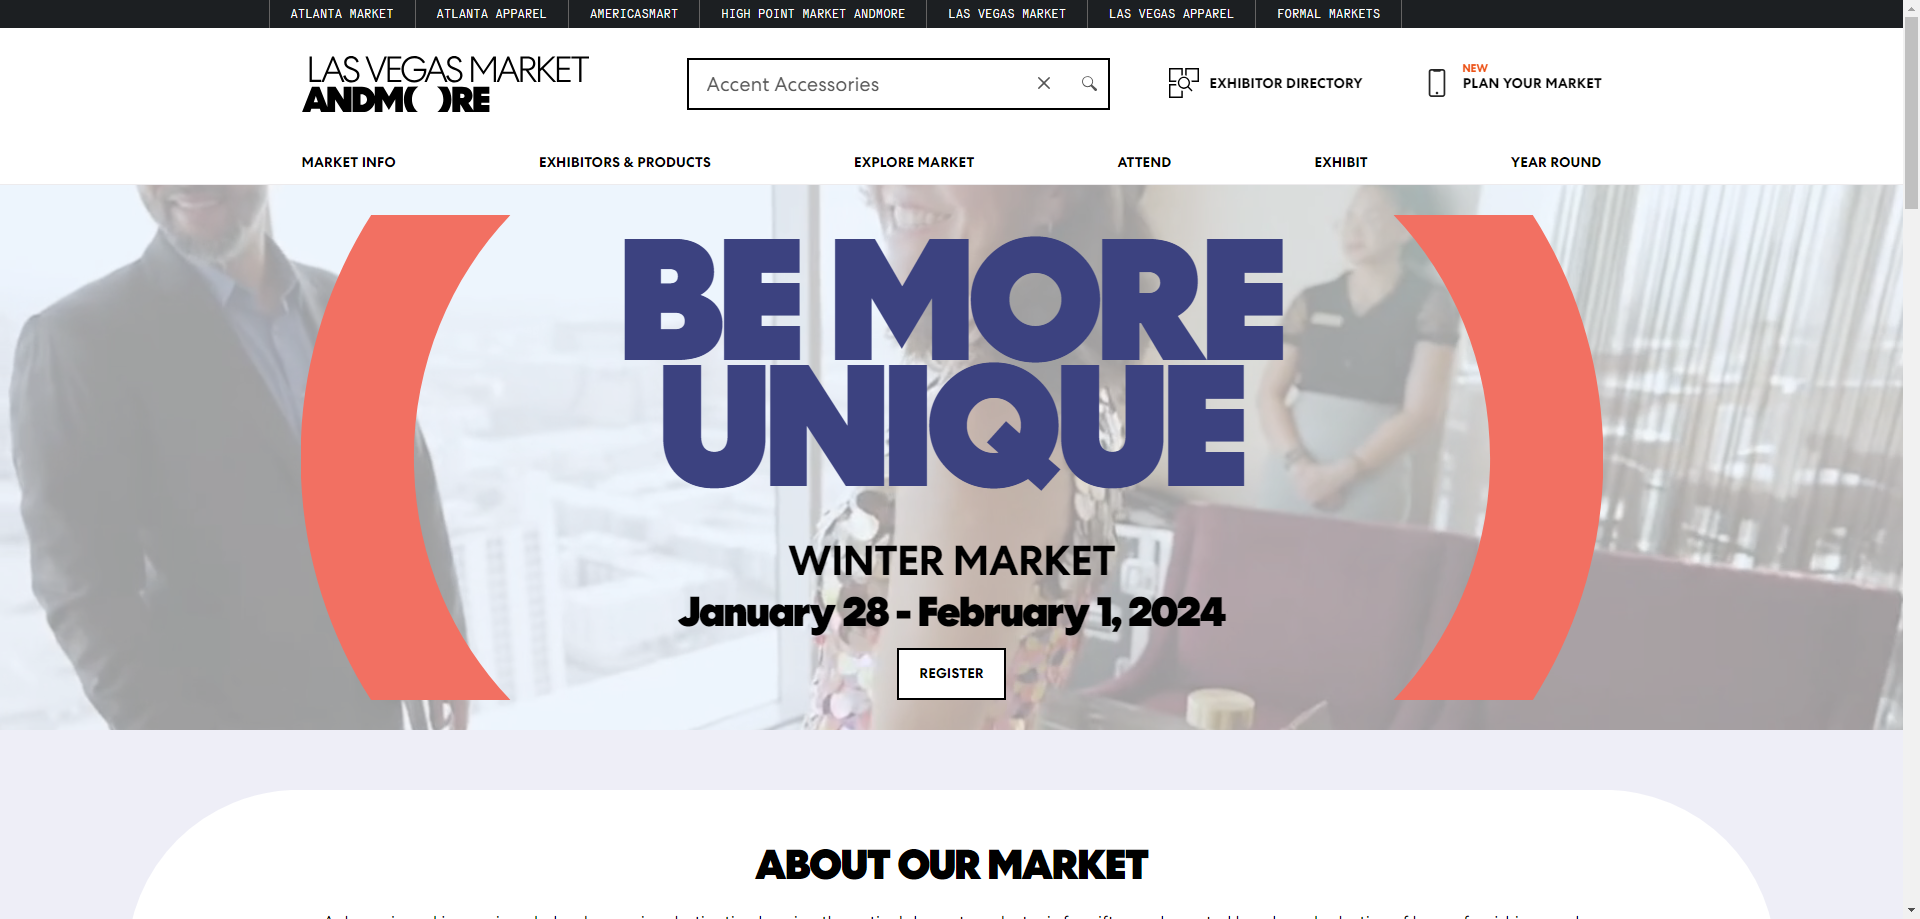 ATLANTA MARKET
ATLANTA APPAREL
AMERICASMART
HIGH POINT MARKET ANDMORE
LAS VEGAS MARKET
LAS VEGAS APPAREL
FORMAL MARKETS
LAS VEGAS MARKET
ANDM( )RE
Accent Accessories
EXHIBITOR DIRECTORY
NEW
PLAN YOUR MARKET
MARKET INFO
EXHIBITORS & PRODUCTS
EXPLORE MARKET
ATTEND
EXHIBIT
YEAR ROUND
BE MORE
UNIQUE
WINTER MARKET
January 28 - February 1, 2024
REGISTER
ABOUT OUR MARKET